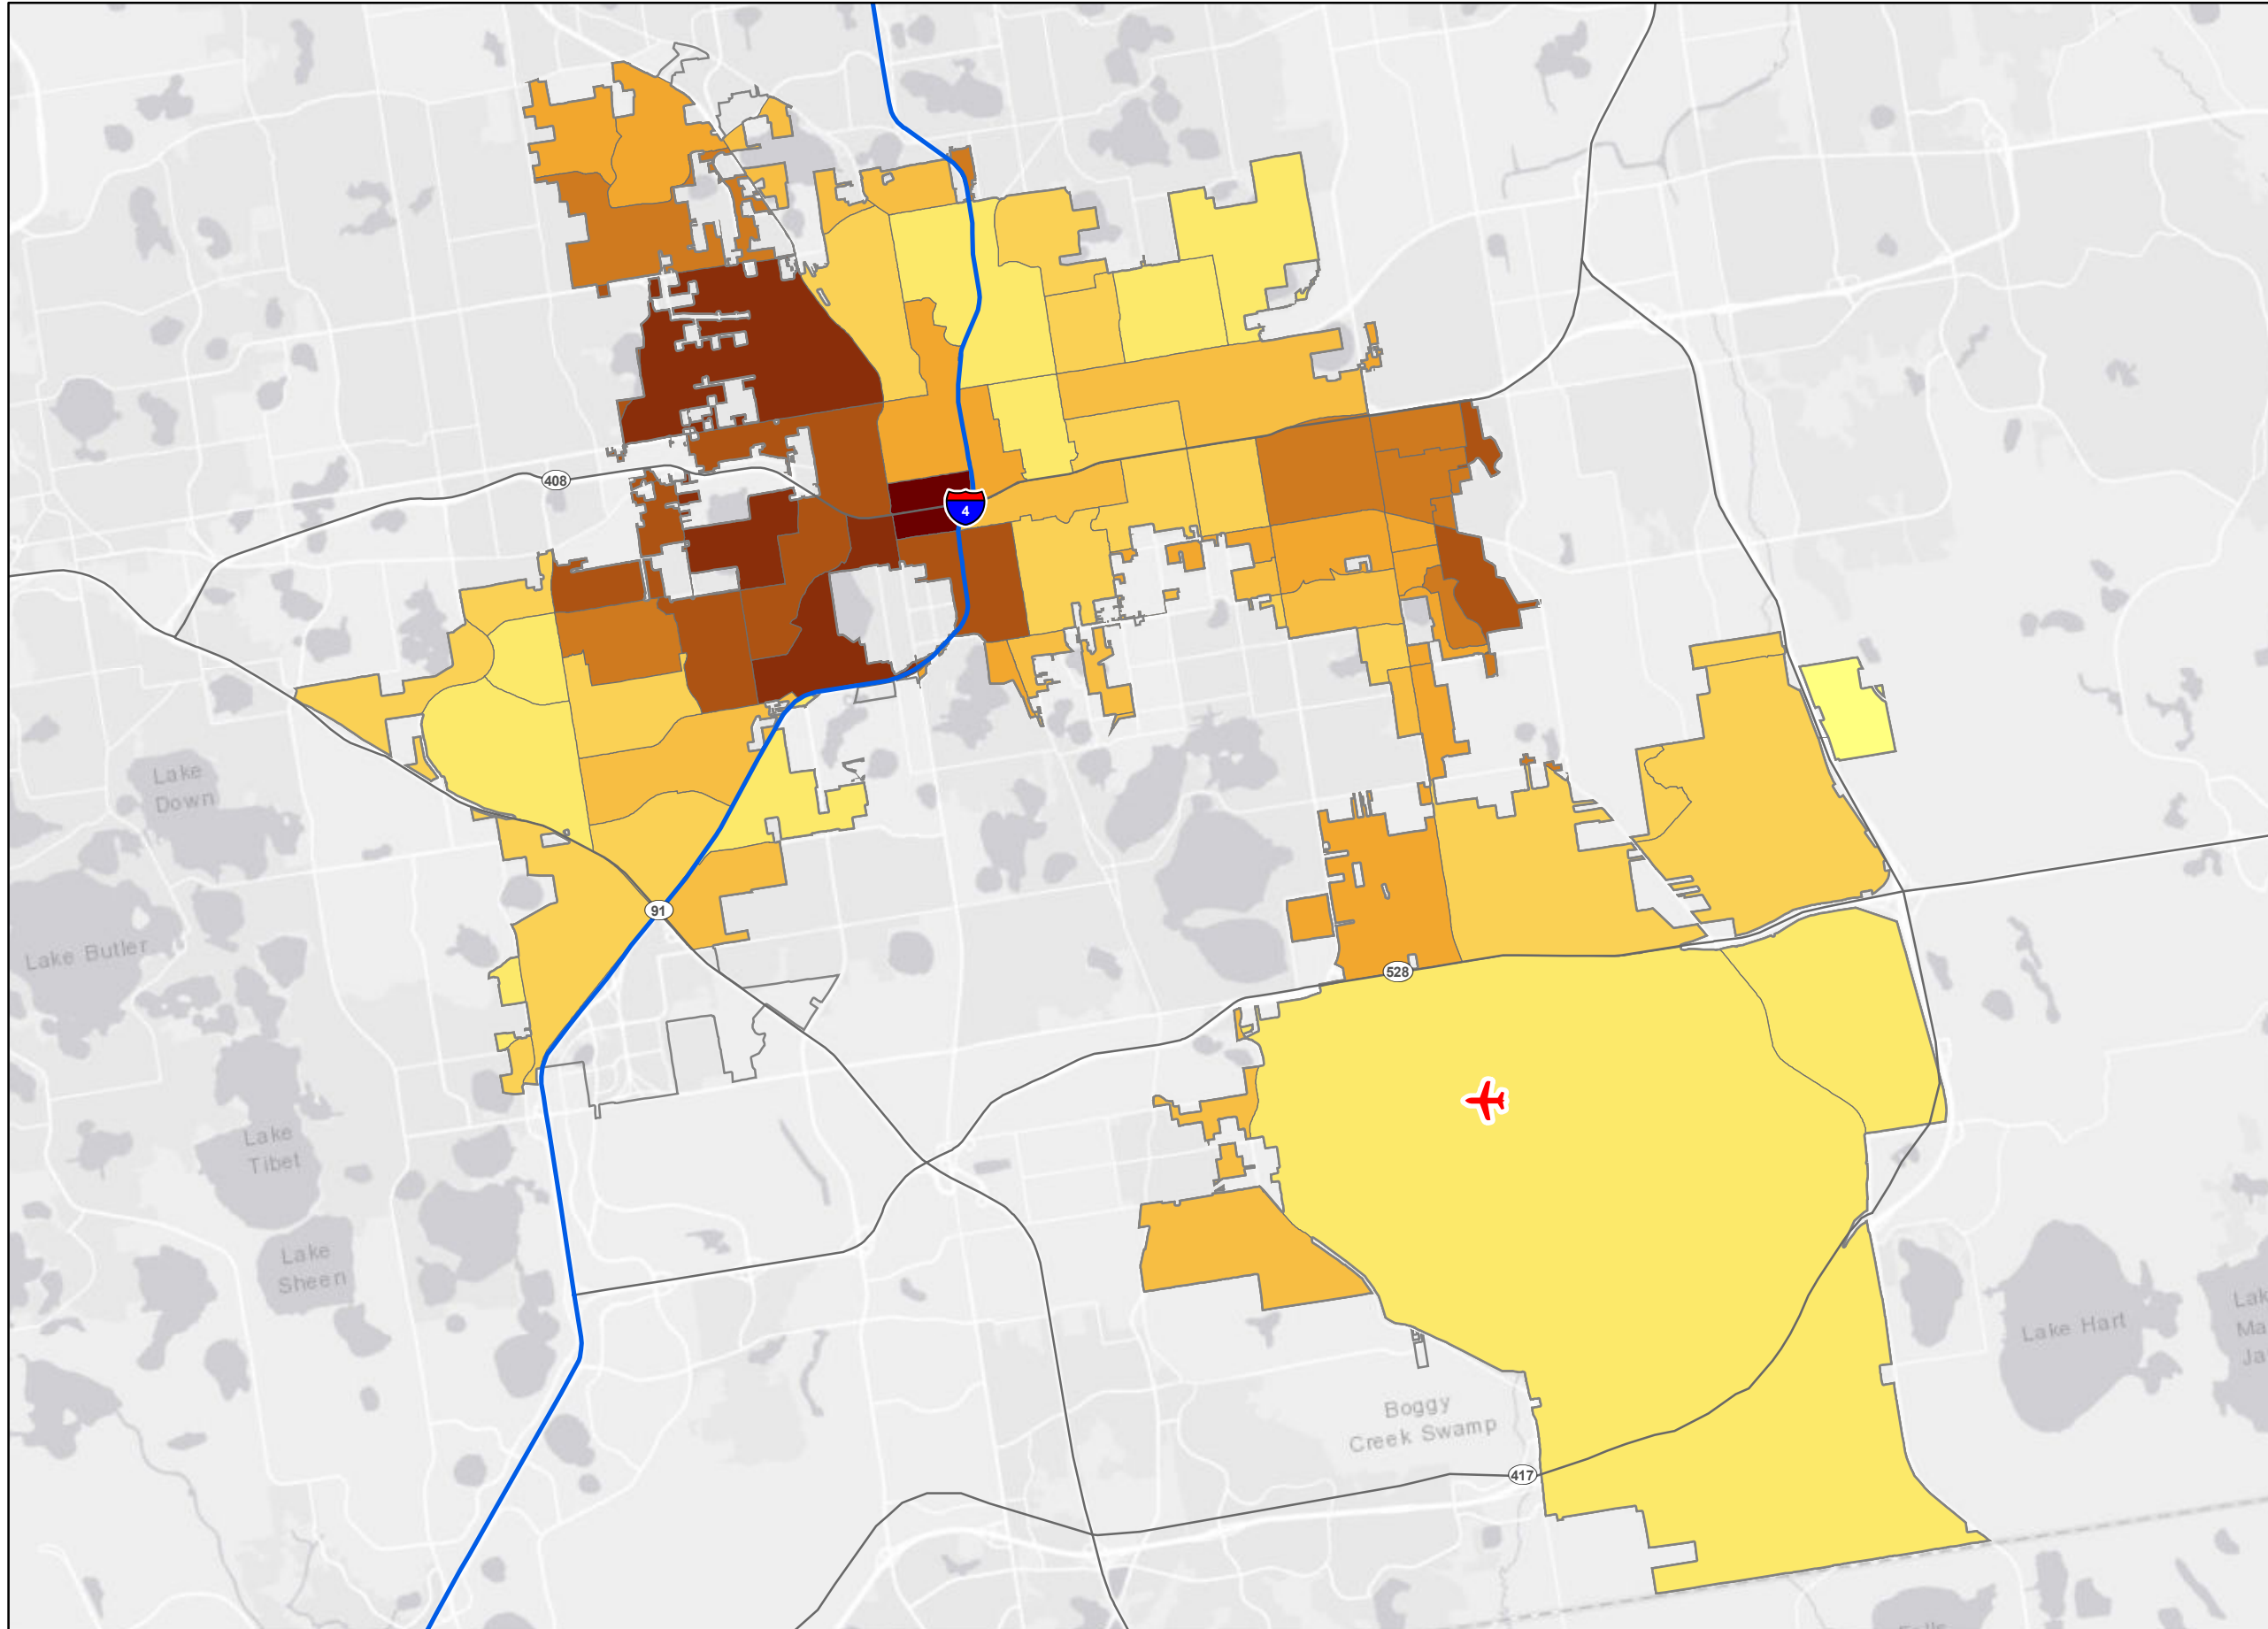 408
4
Lake
Down
91
Lake Butler
528
Lake
Tibet
Lake
Sheen
Lake Hart
Boggy
Creek Swamp
417